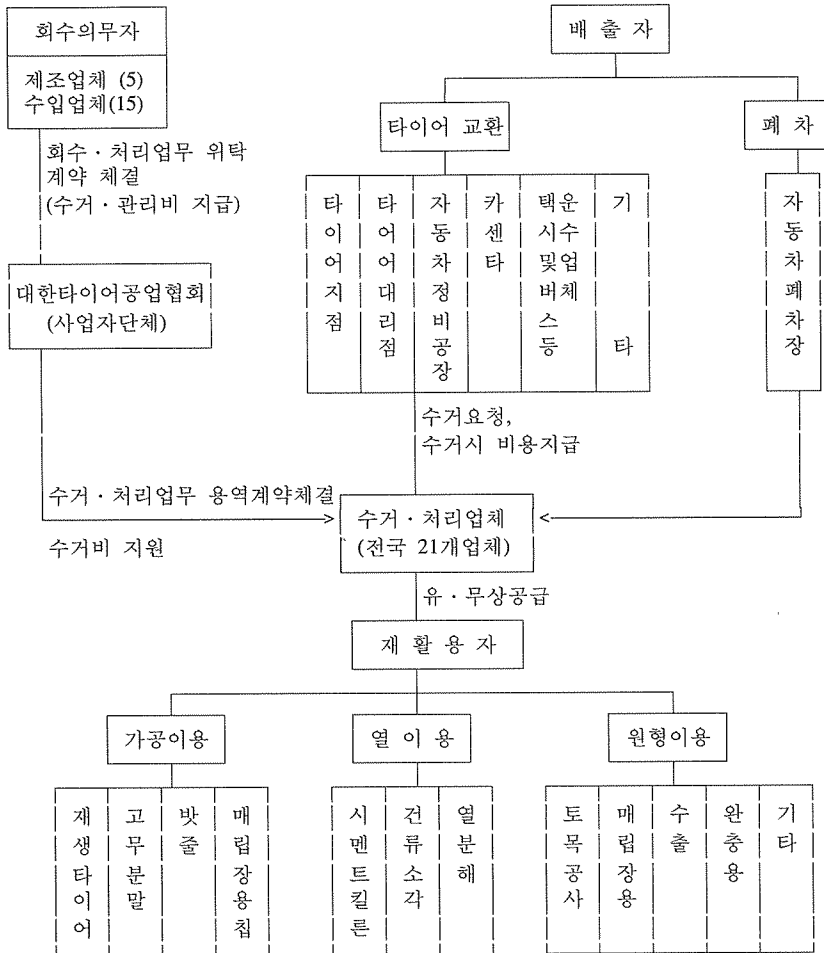 회수의무자
제조업체 (5)
수입업체(15)
회수 · 처리업무 위탁
계약 체결
(수거 · 관리비 지급)
대한타이어공업협회
(사업자단체)
배 출 자
타이어 교환
폐 차
타이어지점
타어어대리점
자동차정비공장
카센타
택시및버스
운수업체등
기타
자동차폐차장
수거요청,
수거시 비용지급
수거 · 처리업무 용역계약체결
수거비 지원
수거 · 처리업체
(전국 21개업체)
유 · 무상공급
재 활 용 자
가공이용
열 이 용
원형이용
재생타이어
고무분말
밧줄
매립장용칩
시멘트킬른
건류소각
열분해
토목공사
매립장용
수출
완충용
기타